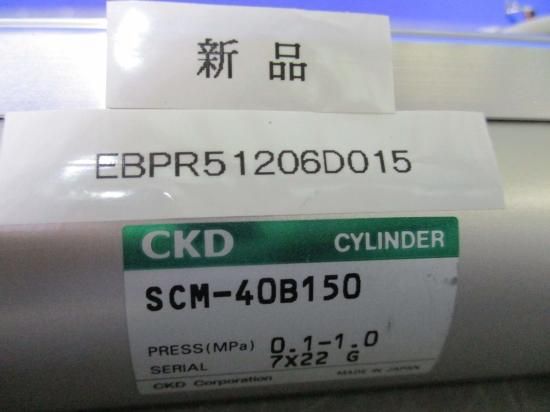 新品
EBPR51206D015
CKD CYLINDER
SCM-40B150
PRESS(MPa) 0.1-1.0
SERIAL 7X22 G
CKD Corporation MADE IN JAPAN